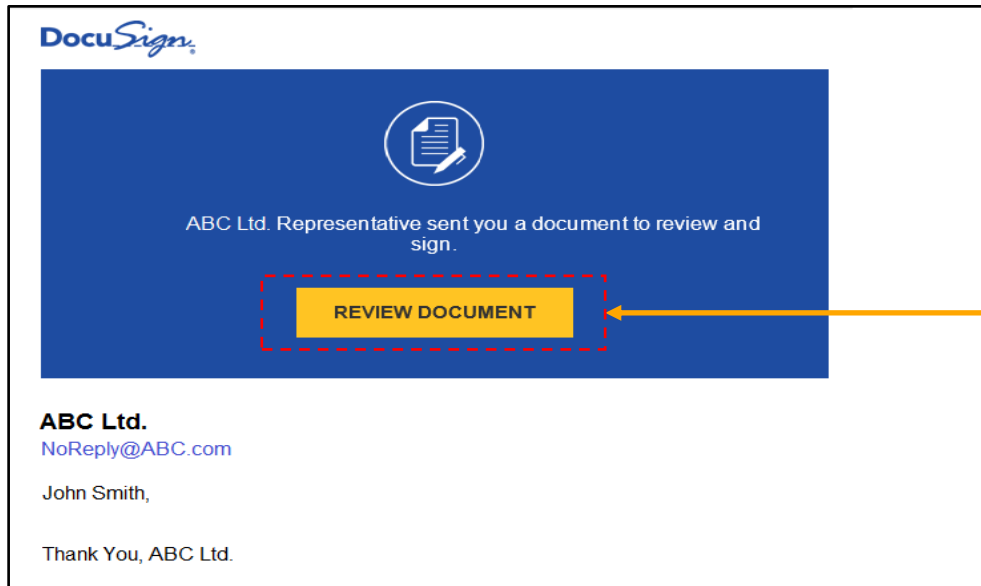 DocuSign
ABC Ltd. Representative sent you a document to review and
sign.
REVIEW DOCUMENT
ABC Ltd.
NoReply@ABC.com
John Smith,
Thank You, ABC Ltd.